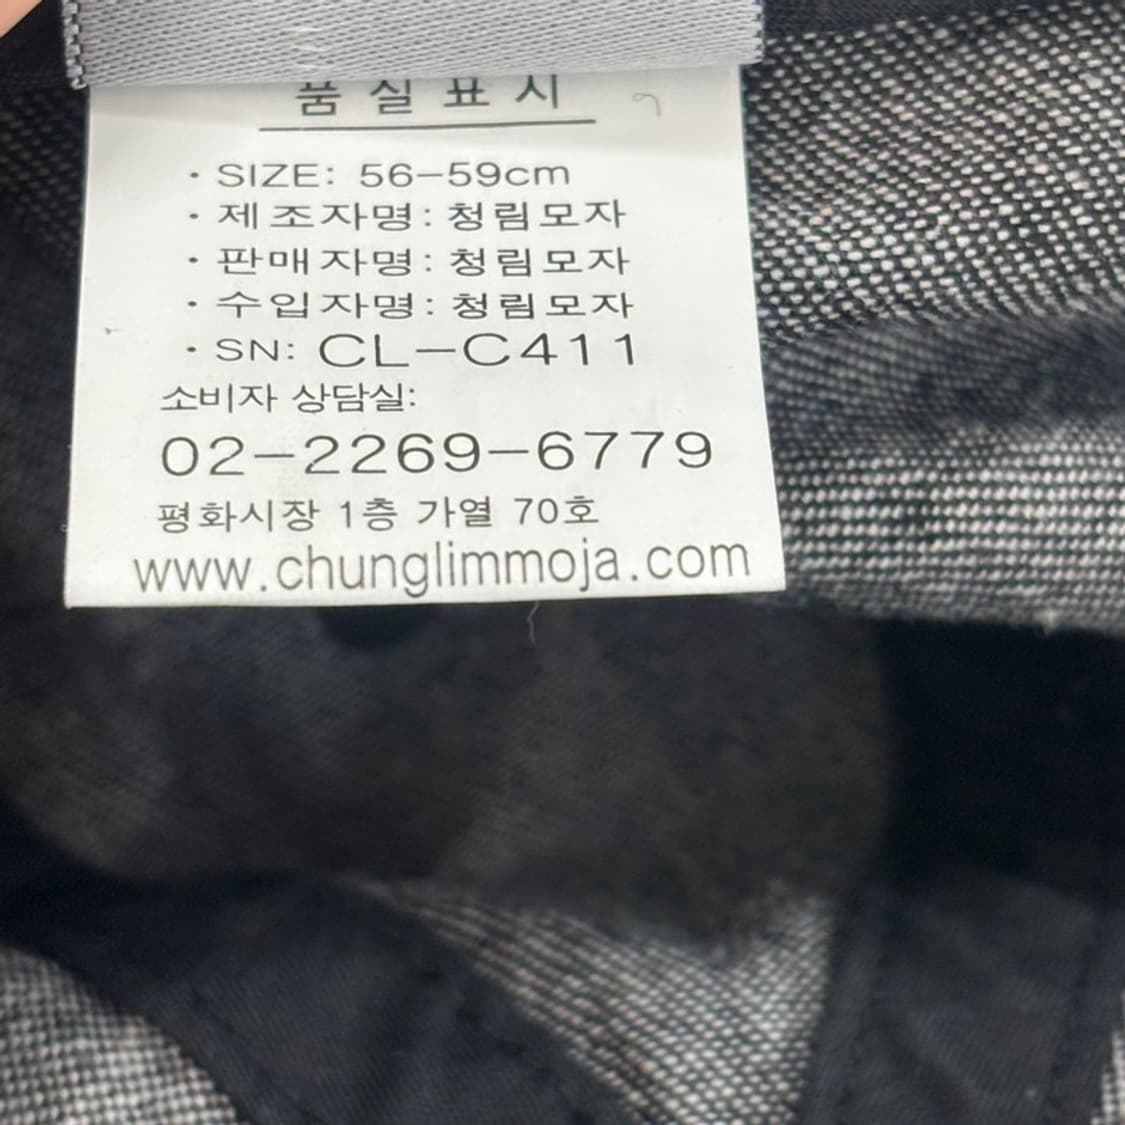 품 질 표 시
· SIZE: 56-59cm
· 제조자명: 청림모자
· 판매자명: 청림모자
· 수입자명: 청림모자
· SN: CL-C411
소비자 상담실:
02-2269-6779
평화시장 1층 가열 70호
www.chunglimmoja.com